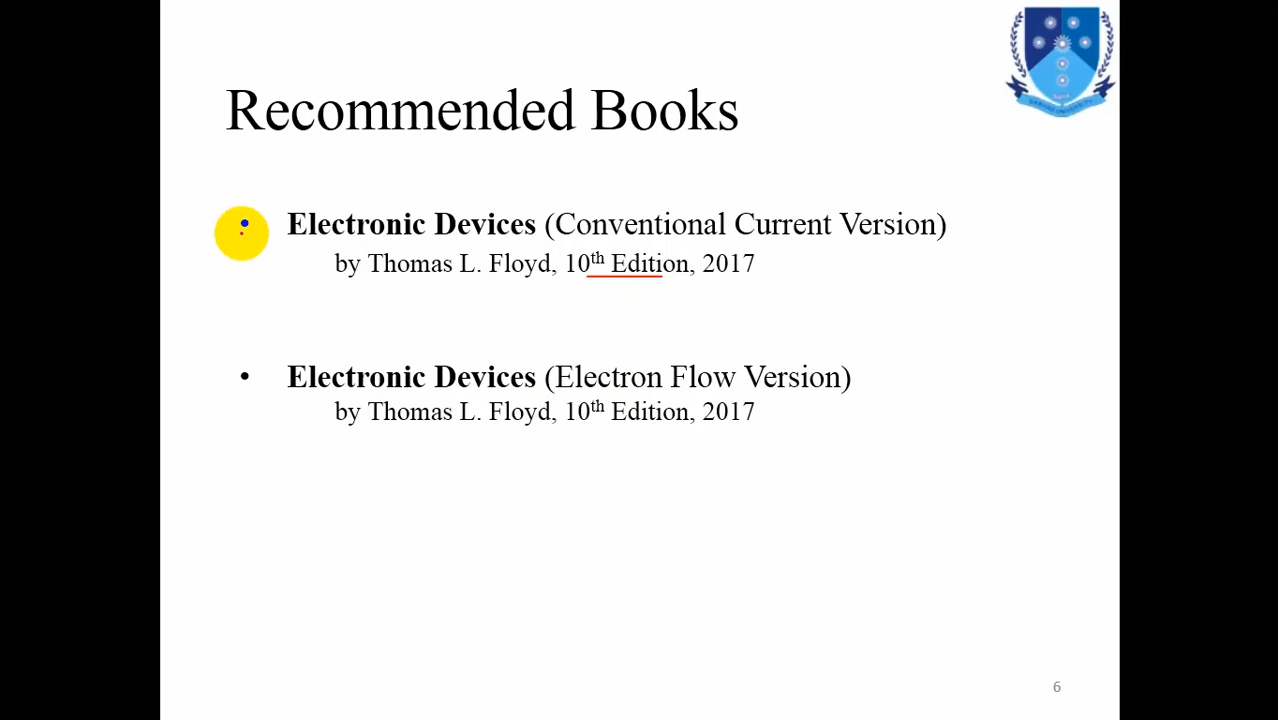 Recommended Books
• Electronic Devices (Conventional Current Version)
by Thomas L. Floyd, 10th Edition, 2017
• Electronic Devices (Electron Flow Version)
by Thomas L. Floyd, 10th Edition, 2017
6